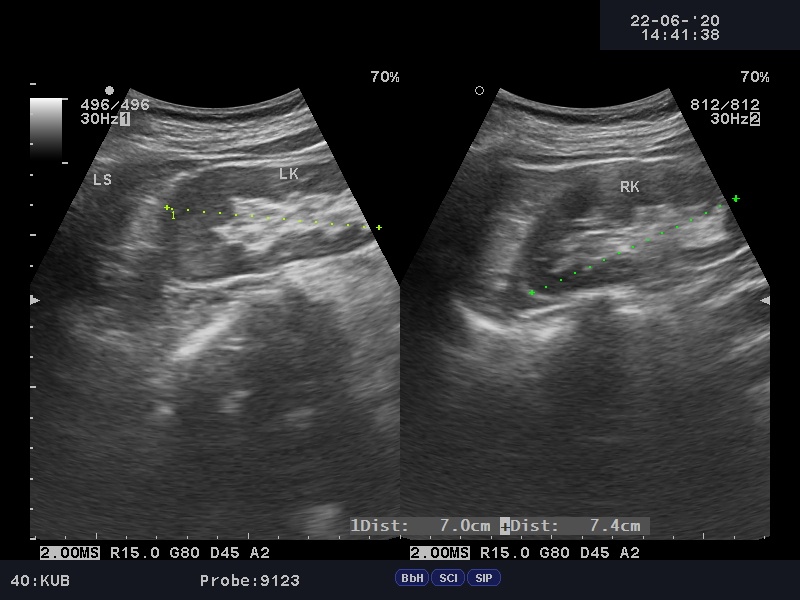 22-06-'20
14:41:38
70%
70%
496/496
30Hz1
812/812
30Hz2
LS
LK
RK
1
1Dist: 7.0cm +Dist: 7.4cm
2.00MS R15.0 G80 D45 A2
2.00MS R15.0 G80 D45 A2
40:KUB
Probe:9123
BbH SCI SIP